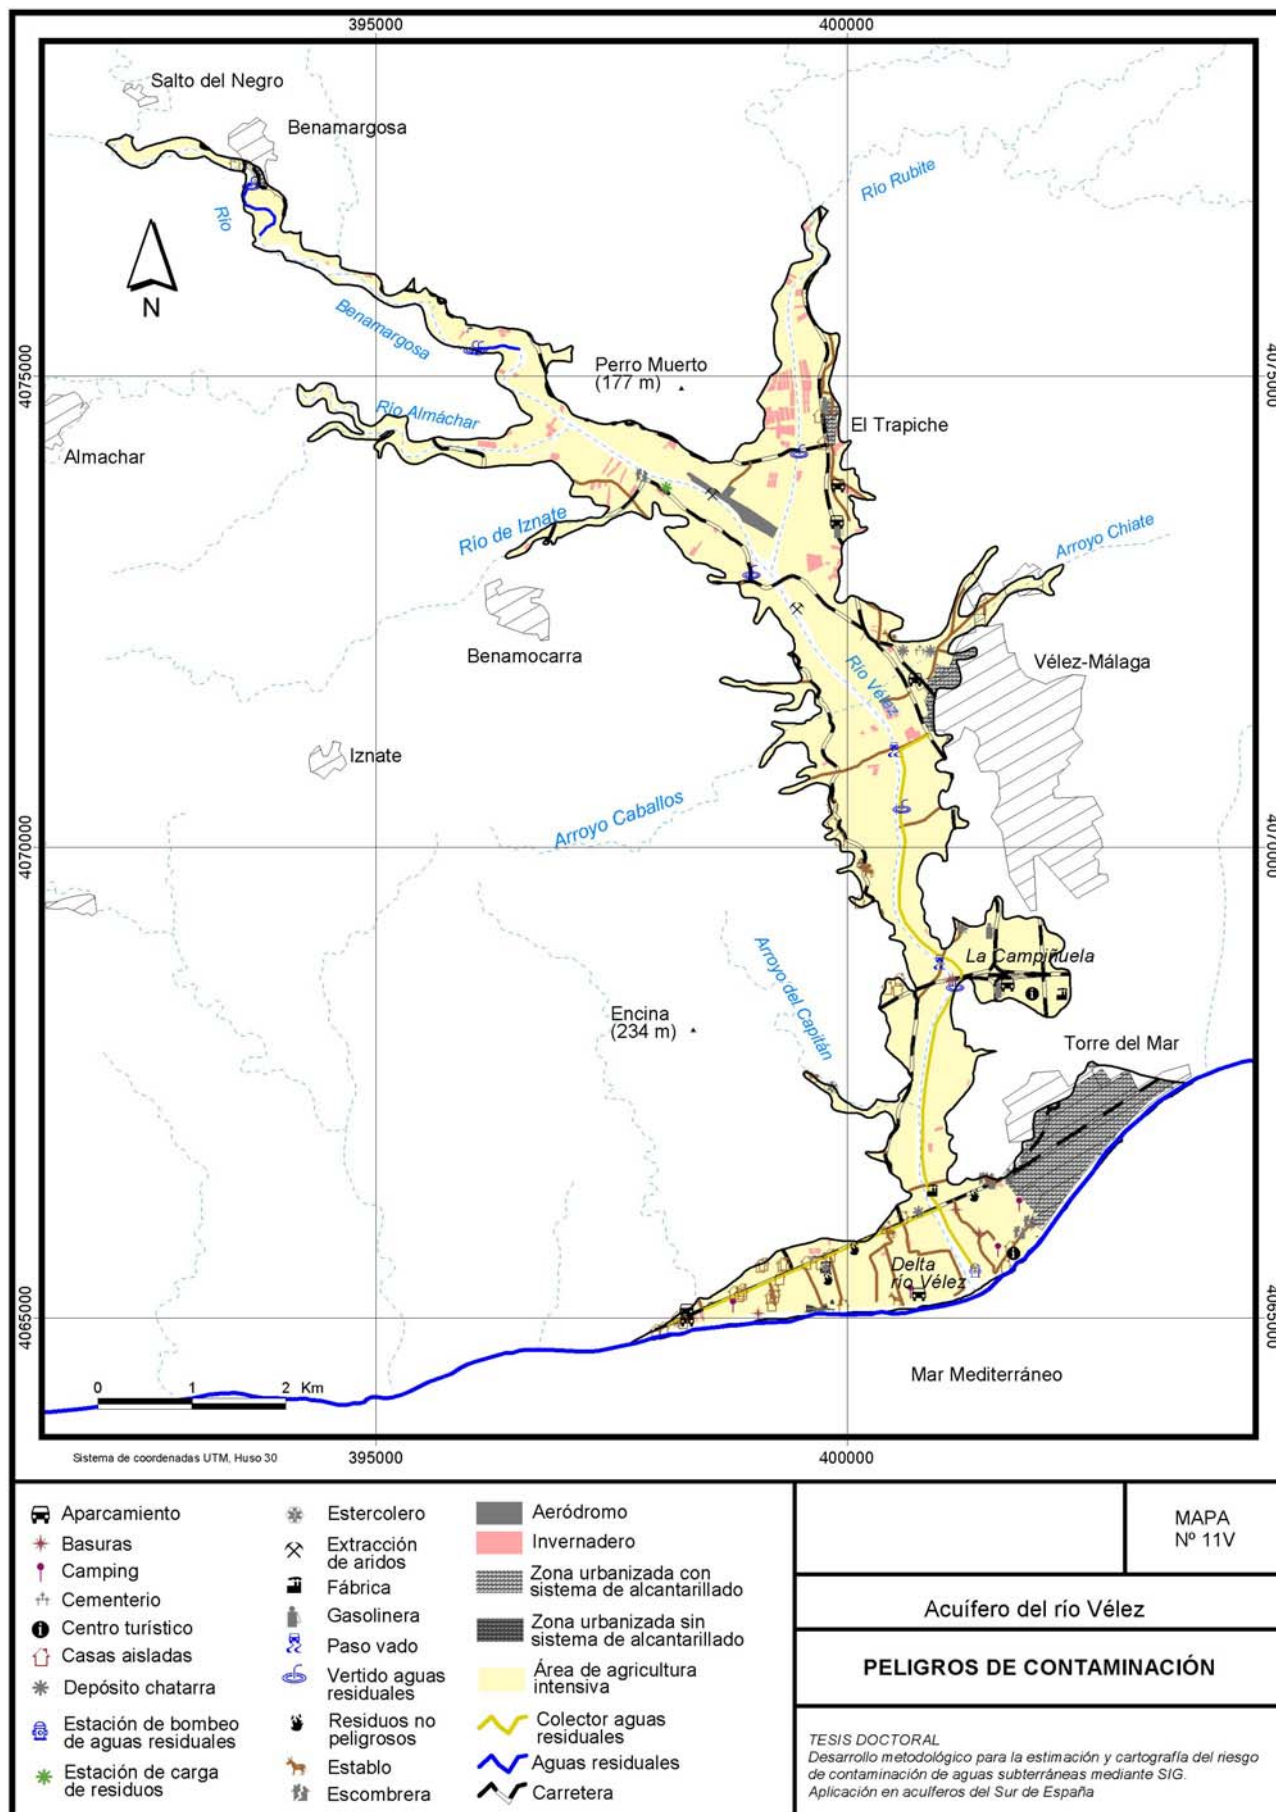 395000
400000
Salto del Negro
Benamargosa
Río Rubite
Río
N
Benamargosa
4075000
4075000
Perro Muerto
(177 m)
Río Almáchar
El Trapiche
Almachar
Río de Iznate
Arroyo Chiate
Benamocarra
Vélez-Málaga
Río Vélez
Iznate
Arroyo Caballos
4070000
4070000
Arroyo del Capitán
La Campiñuela
Encina
(234 m)
Torre del Mar
Delta
río Vélez
4065000
4065000
Mar Mediterráneo
0 1 2 Km
Sistema de coordenadas UTM, Huso 30
395000
400000
Aparcamiento
Basuras
Camping
Cementerio
Centro turístico
Casas aisladas
Depósito chatarra
Estación de bombeo
de aguas residuales
Estación de carga
de residuos
Estercolero
Extracción
de aridos
Fábrica
Gasolinera
Paso vado
Vertido aguas
residuales
Residuos no
peligrosos
Establo
Escombrera
Aeródromo
Invernadero
Zona urbanizada con
sistema de alcantarillado
Zona urbanizada sin
sistema de alcantarillado
Área de agricultura
intensiva
Colector aguas
residuales
Aguas residuales
Carretera
MAPA
Nº 11V
Acuífero del río Vélez
PELIGROS DE CONTAMINACIÓN
TESIS DOCTORAL
Desarrollo metodológico para la estimación y cartografía del riesgo
de contaminación de aguas subterráneas mediante SIG.
Aplicación en acuíferos del Sur de España